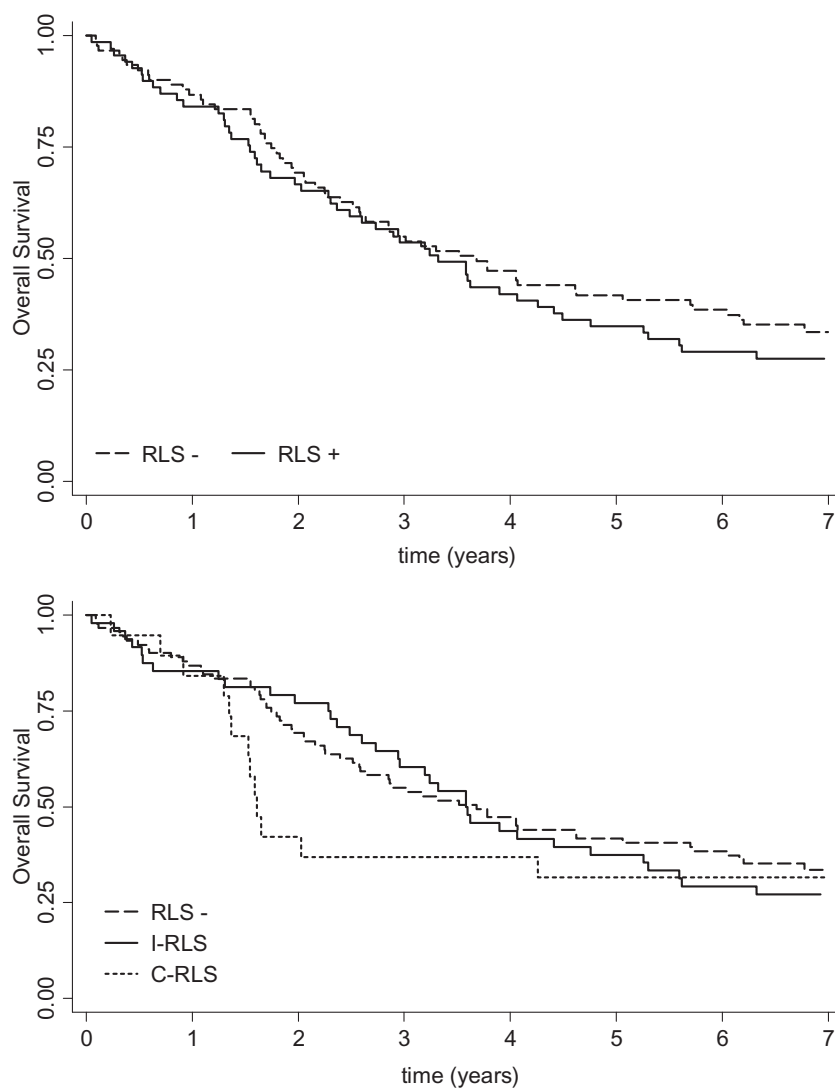 Overall Survival
1.00
0.75
0.50
0.25
0.00
RLS - RLS +
0 1 2 3 4 5 6 7
time (years)
Overall Survival
1.00
0.75
0.50
0.25
0.00
RLS -
I-RLS
C-RLS
0 1 2 3 4 5 6 7
time (years)